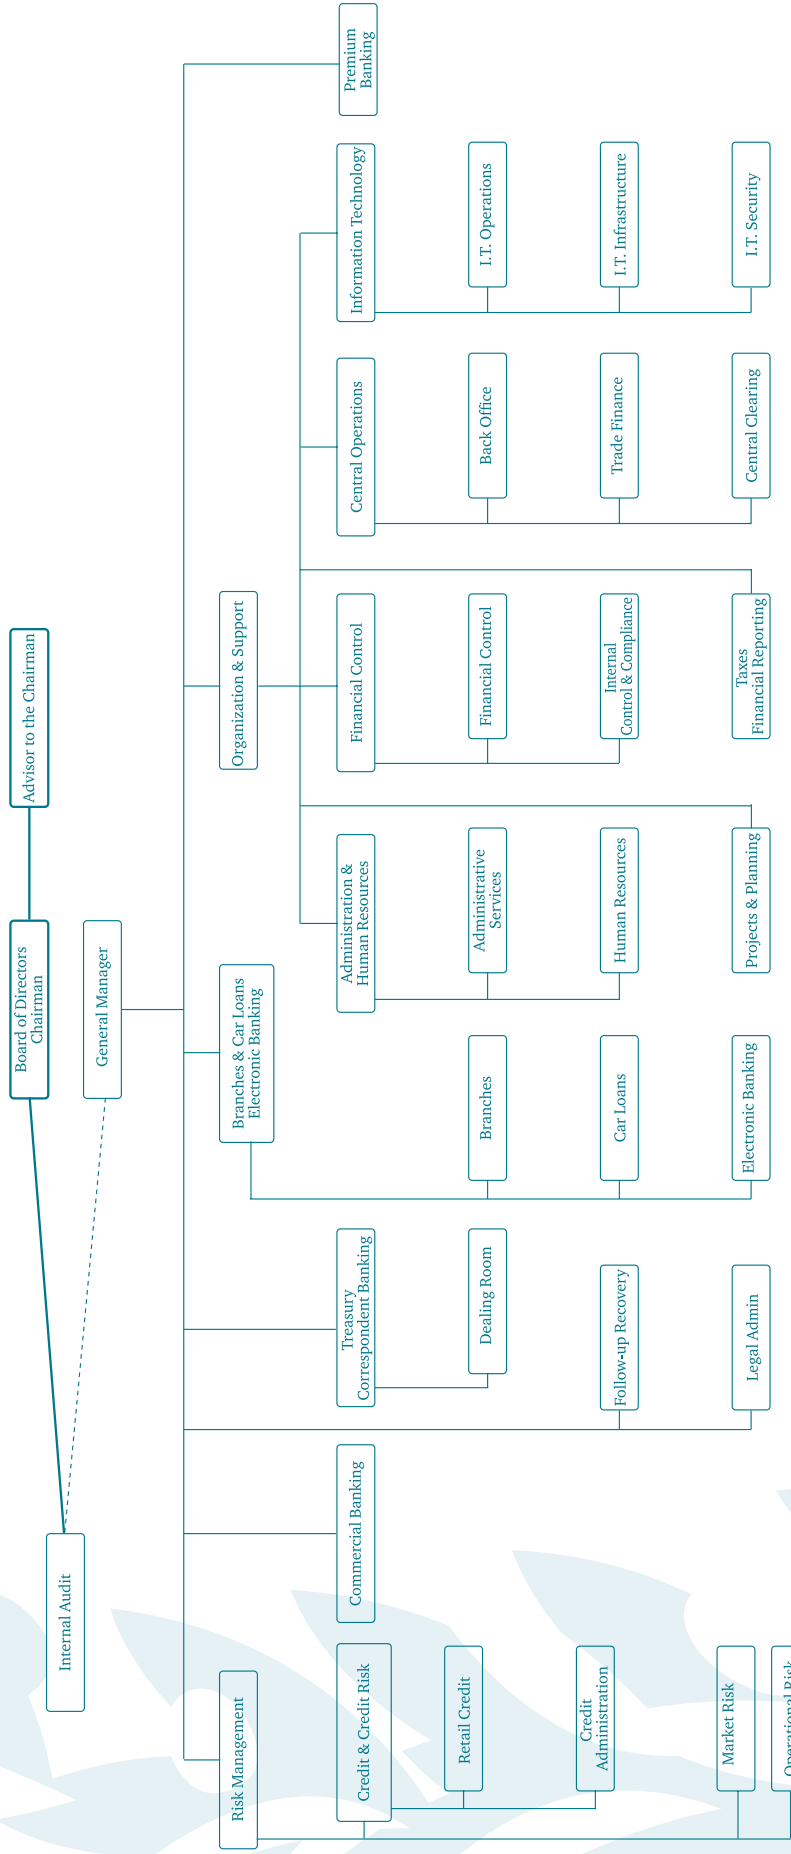 Board of Directors
Chairman
Advisor to the Chairman
Internal Audit
General Manager
Risk Management
Branches & Car Loans
Electronic Banking
Organization & Support
Credit & Credit Risk
Commercial Banking
Treasury
Correspondent Banking
Administration &
Human Resources
Financial Control
Central Operations
Information Technology
Premium
Banking
Retail Credit
Dealing Room
Branches
Administrative
Services
Financial Control
Back Office
I.T. Operations
Credit
Administration
Follow-up Recovery
Car Loans
Human Resources
Internal
Control & Compliance
Trade Finance
I.T. Infrastructure
Market Risk
Legal Admin
Electronic Banking
Projects & Planning
Taxes
Financial Reporting
Central Clearing
I.T. Security
Operational Risk